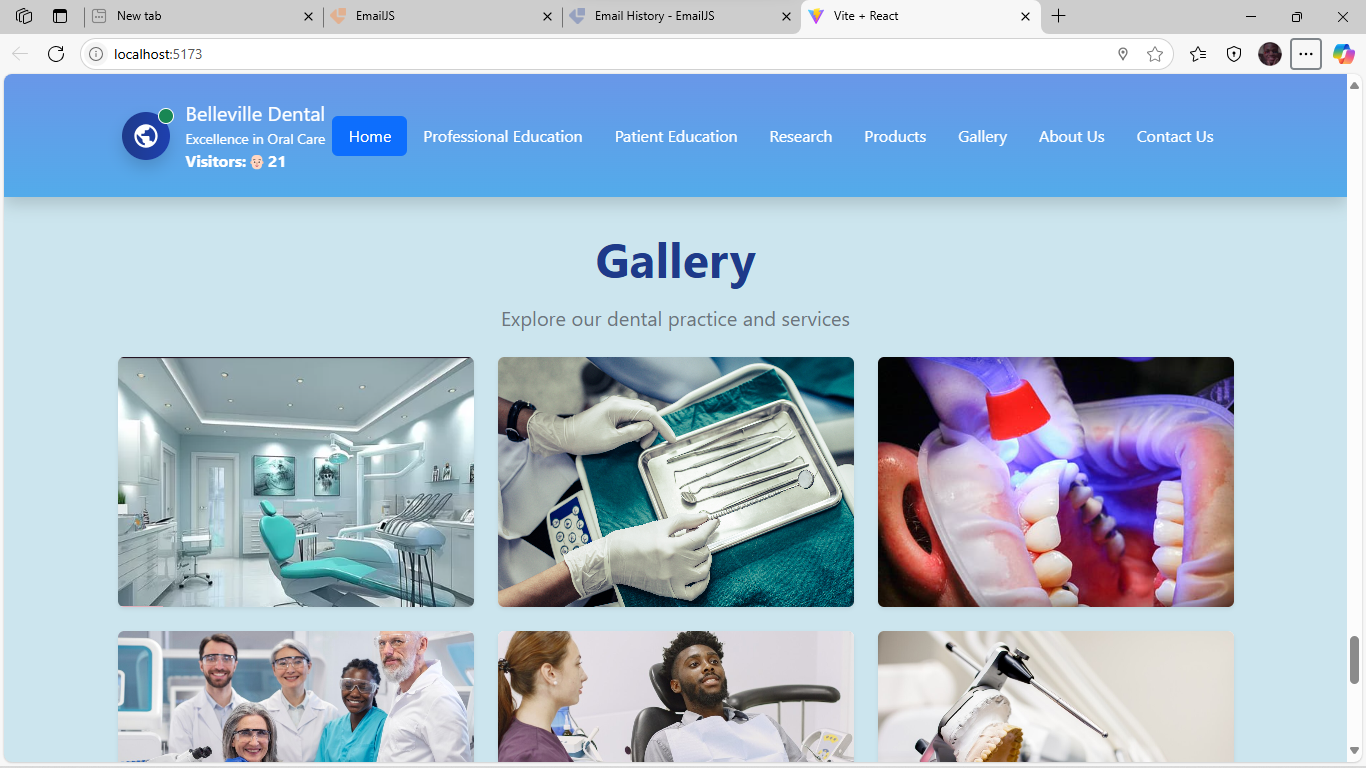 New tab
EmailJS
Email History - EmailJS
Vite + React
localhost:5173
Belleville Dental
Excellence in Oral Care
Visitors: 👨🏻‍🦲 21
Home
Professional Education
Patient Education
Research
Products
Gallery
About Us
Contact Us
Gallery
Explore our dental practice and services